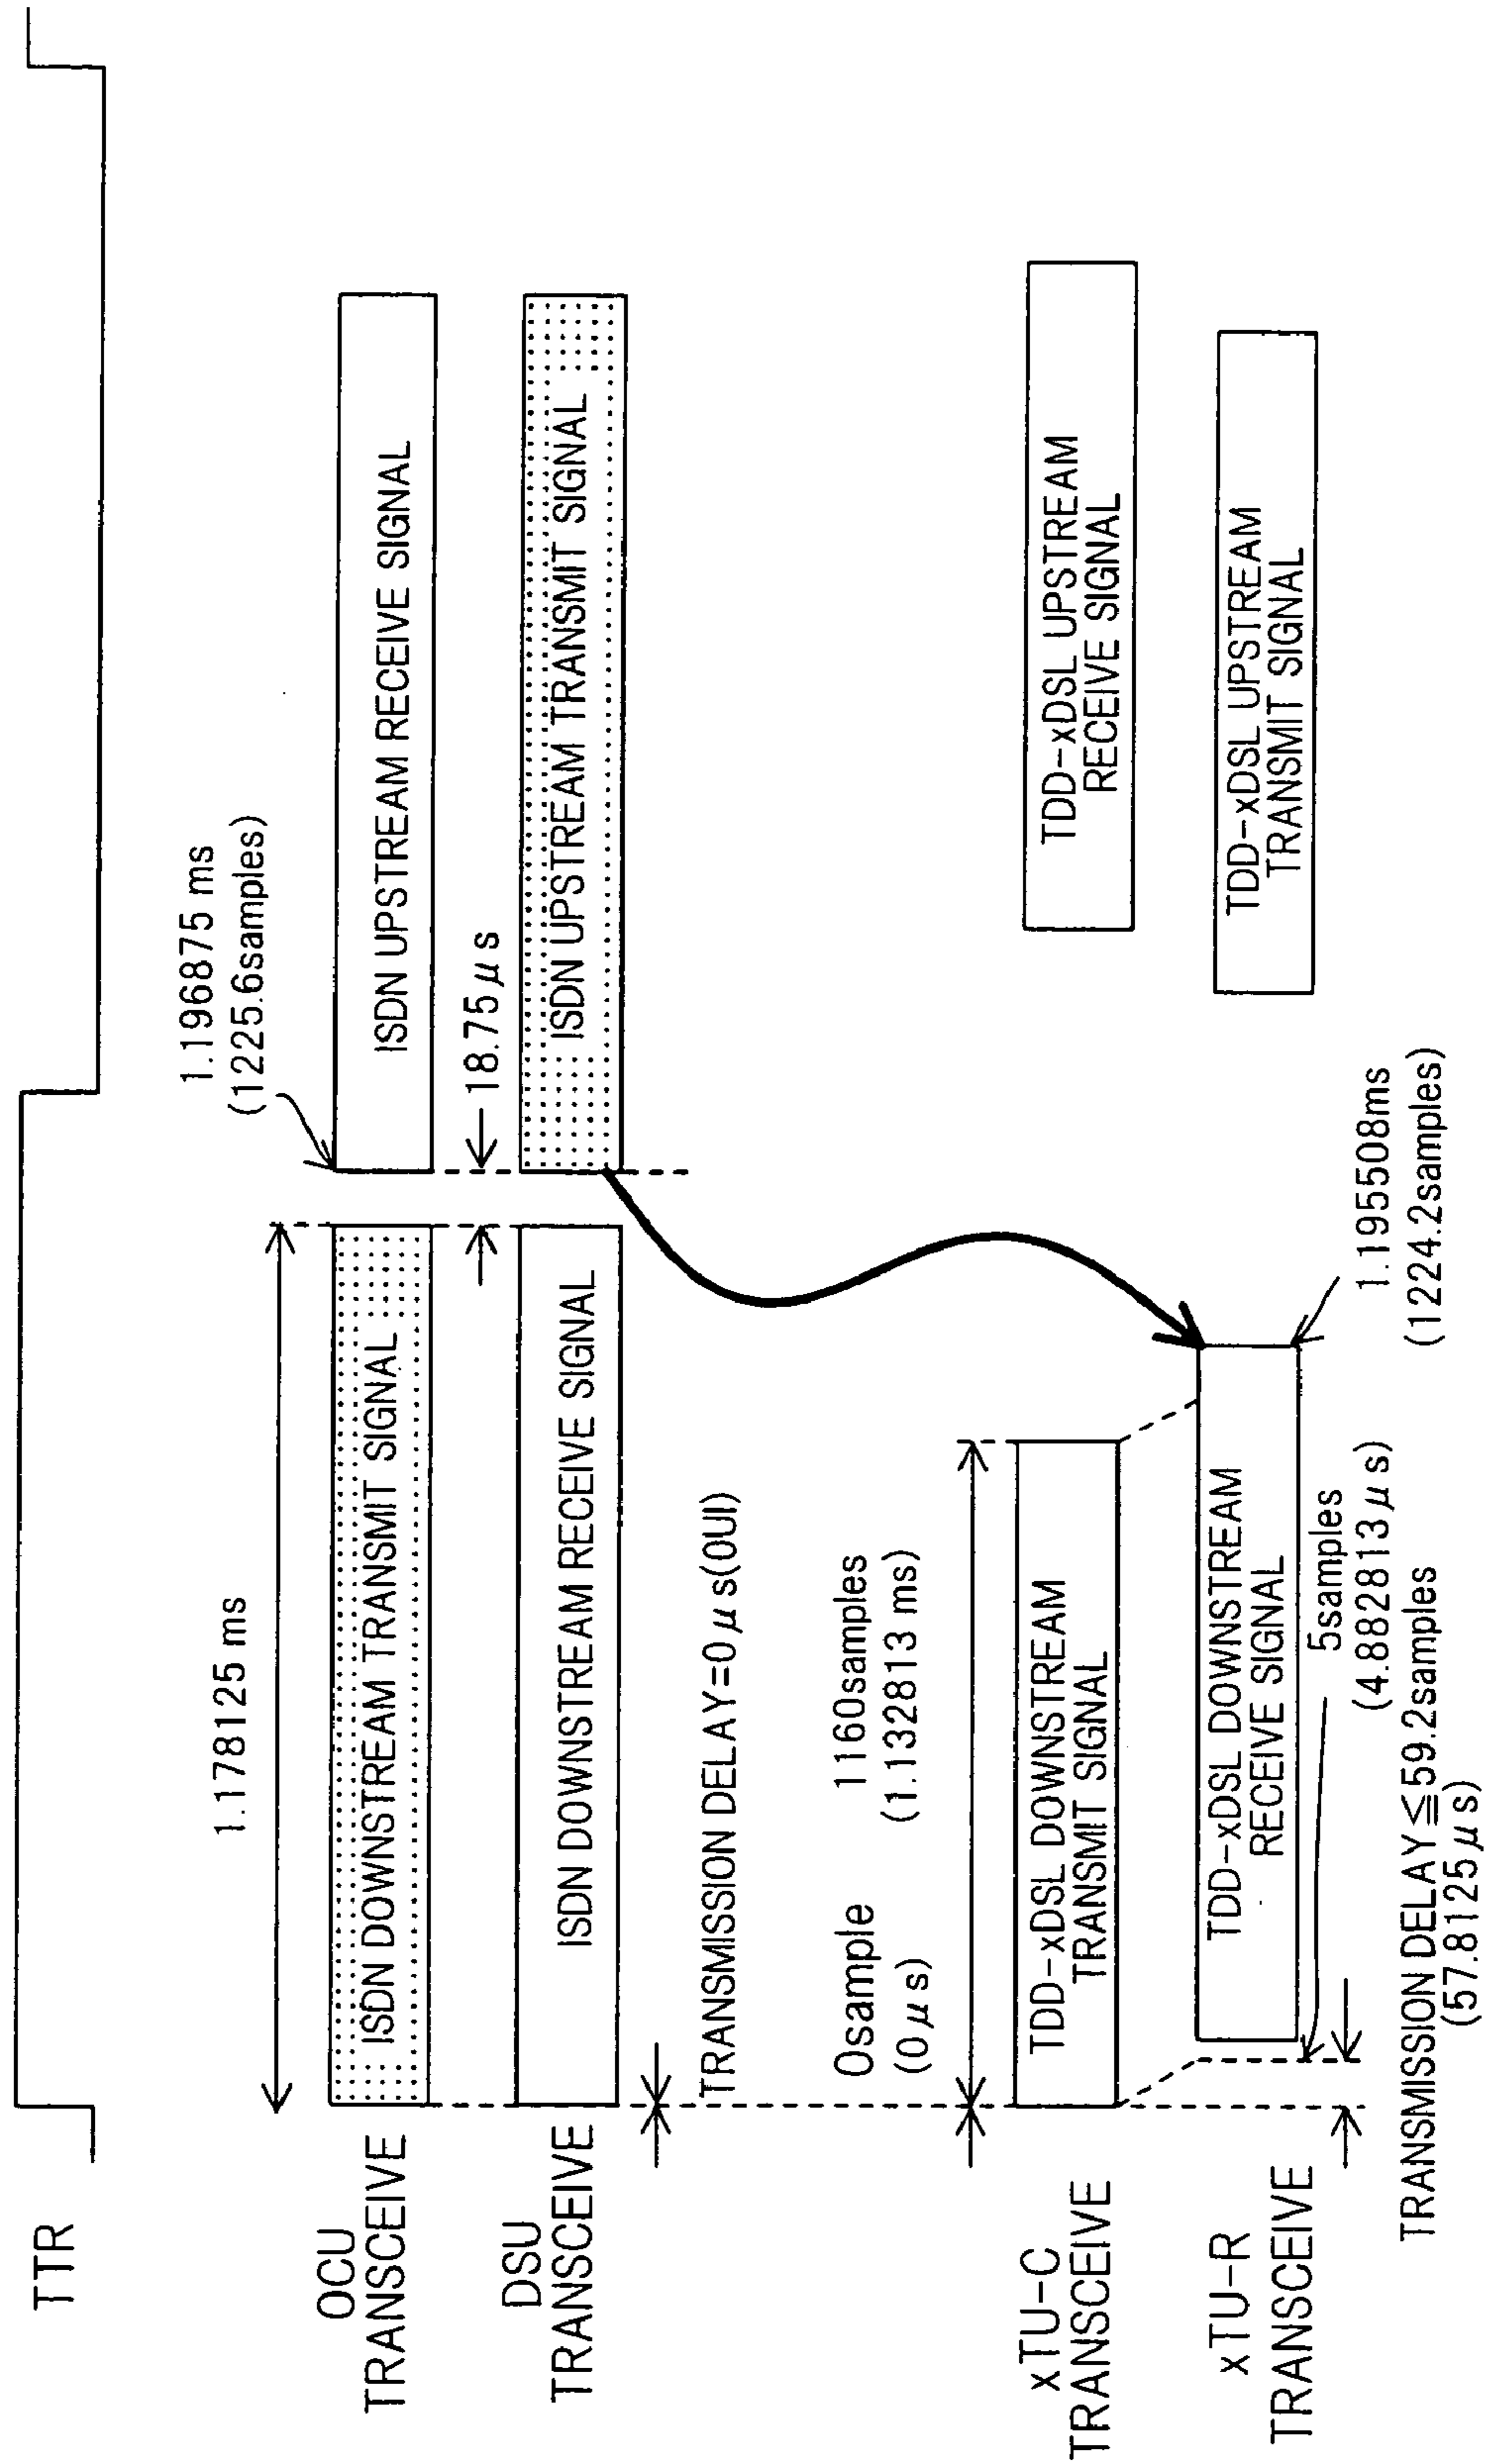 TTR
OCU
TRANSCEIVE
1.178125 ms
ISDN DOWNSTREAM TRANSMIT SIGNAL
1.196875 ms
(1225.6samples)
ISDN UPSTREAM RECEIVE SIGNAL
DSU
TRANSCEIVE
ISDN DOWNSTREAM RECEIVE SIGNAL
18.75μs
ISDN UPSTREAM TRANSMIT SIGNAL
TRANSMISSION DELAY=0μs(0UI)
0sample
(0μs)
1160samples
(1.132813 ms)
xTU-C
TRANSCEIVE
TDD-xDSL DOWNSTREAM
TRANSMIT SIGNAL
TDD-xDSL UPSTREAM
RECEIVE SIGNAL
xTU-R
TRANSCEIVE
TDD-xDSL DOWNSTREAM
RECEIVE SIGNAL
TDD-xDSL UPSTREAM
TRANSMIT SIGNAL
5samples
(4.882813μs)
1.195508ms
(1224.2samples)
TRANSMISSION DELAY≦59.2samples
(57.8125μs)